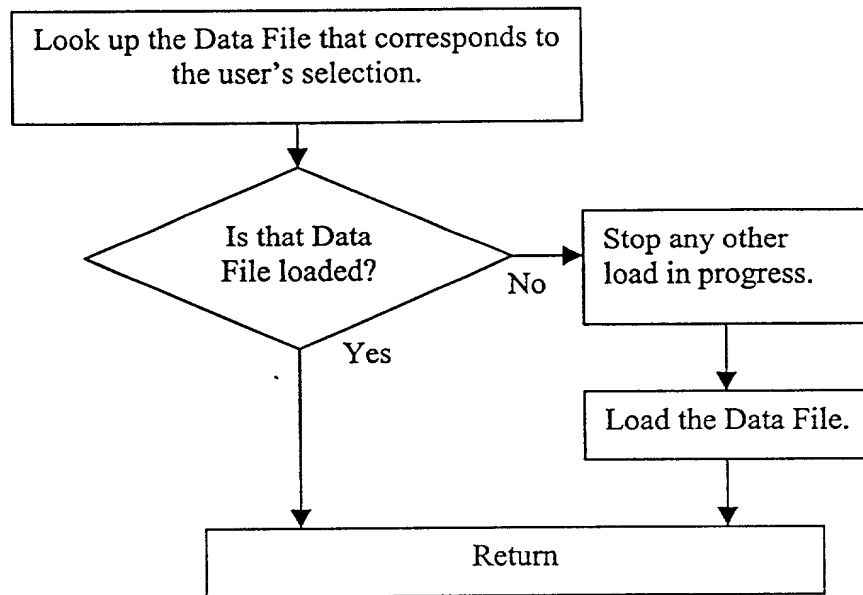 Look up the Data File that corresponds to
the user's selection.
Is that Data
File loaded?
No
Stop any other
load in progress.
Yes
Load the Data File.
Return